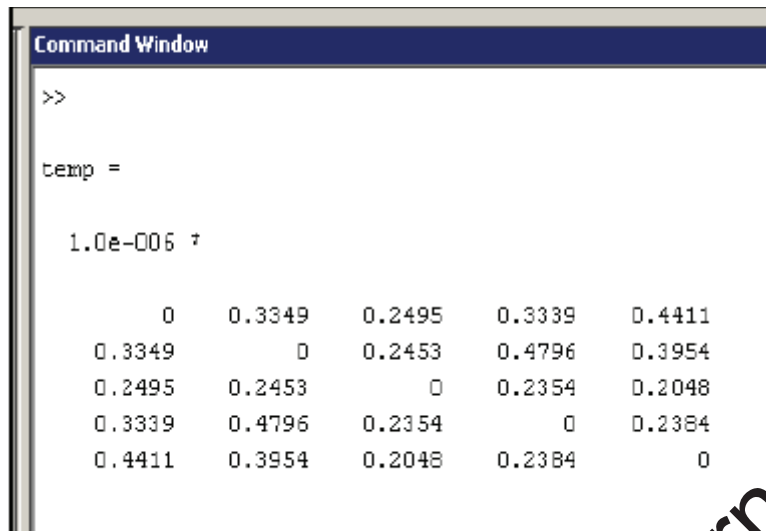 Command Window
>>
temp =
1.0e-006 *
0 0.3349 0.2495 0.3339 0.4411
0.3349 0 0.2453 0.4796 0.3954
0.2495 0.2453 0 0.2354 0.2048
0.3339 0.4796 0.2354 0 0.2384
0.4411 0.3954 0.2048 0.2384 0